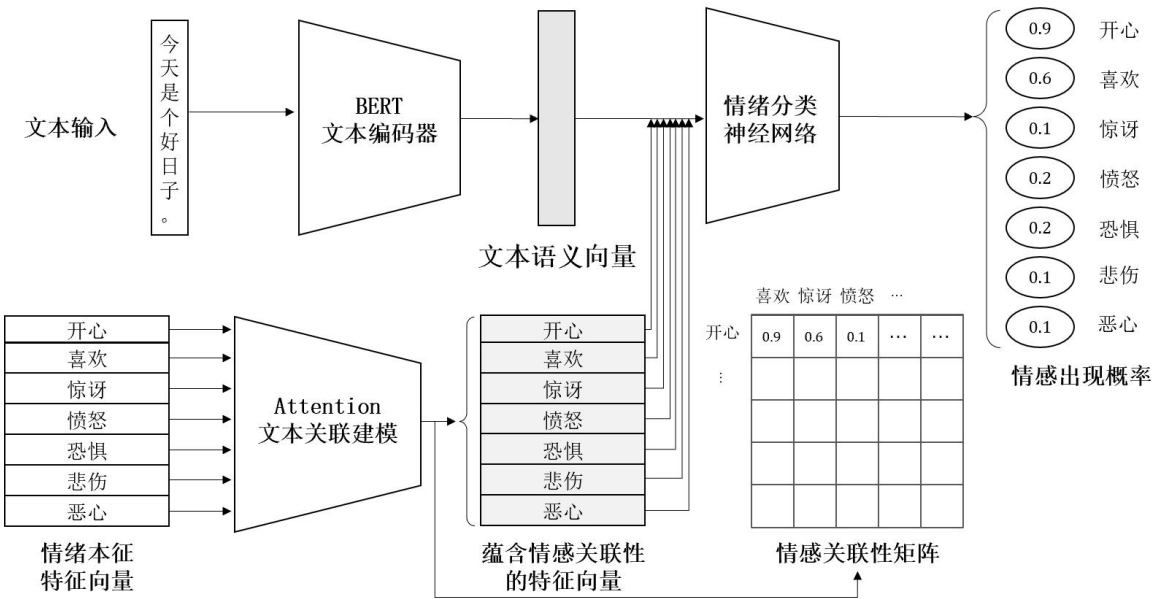 文本输入
今天是个好日子。
BERT
文本编码器
文本语义向量
情绪分类
神经网络
0.9 开心
0.6 喜欢
0.1 惊讶
0.2 愤怒
0.2 恐惧
0.1 悲伤
0.1 恶心
情感出现概率
开心
喜欢
惊讶
愤怒
恐惧
悲伤
恶心
情绪本征
特征向量
Attention
文本关联建模
开心
喜欢
惊讶
愤怒
恐惧
悲伤
恶心
蕴含情感关联性
的特征向量
喜欢 惊讶 愤怒 …
开心 0.9 0.6 0.1 … …
⋮
情感关联性矩阵